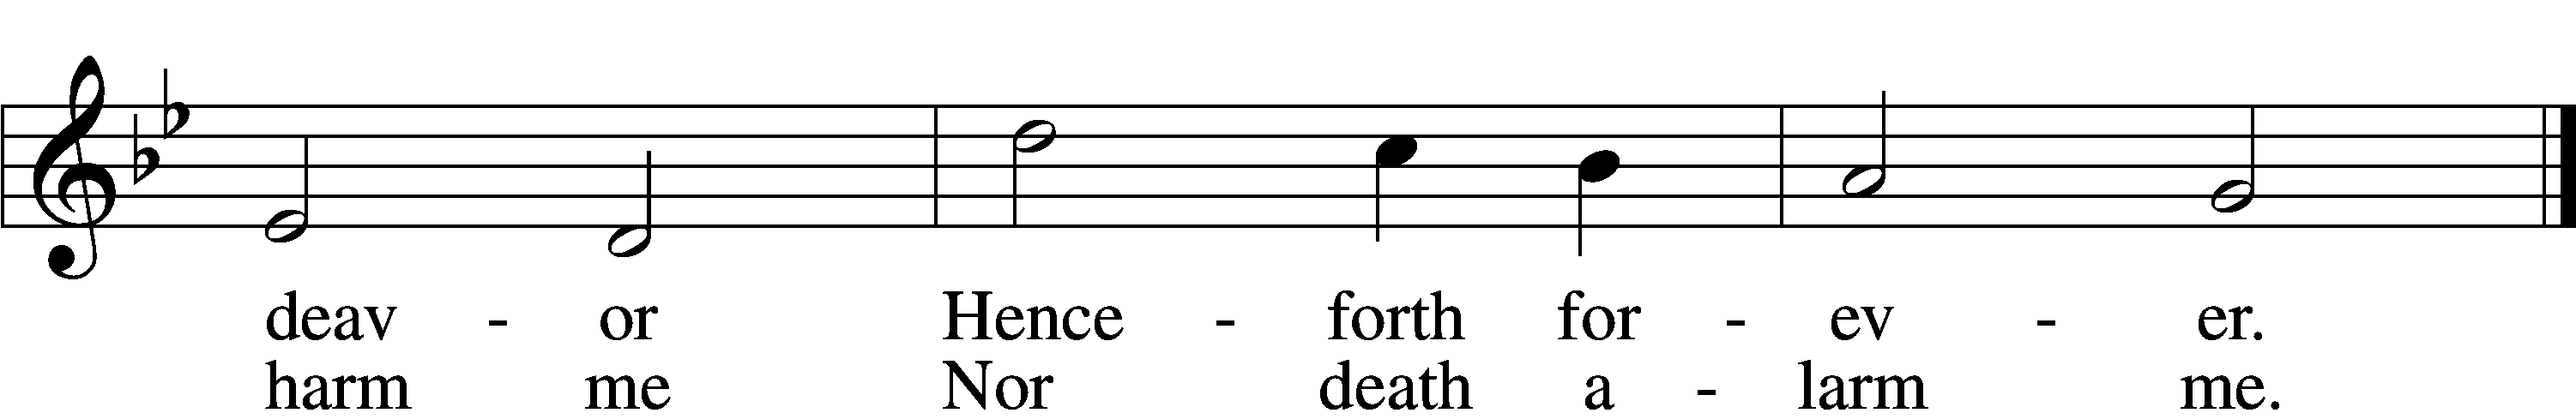 deav - or Hence - forth for - ev - er.
harm me Nor death a - larm me.